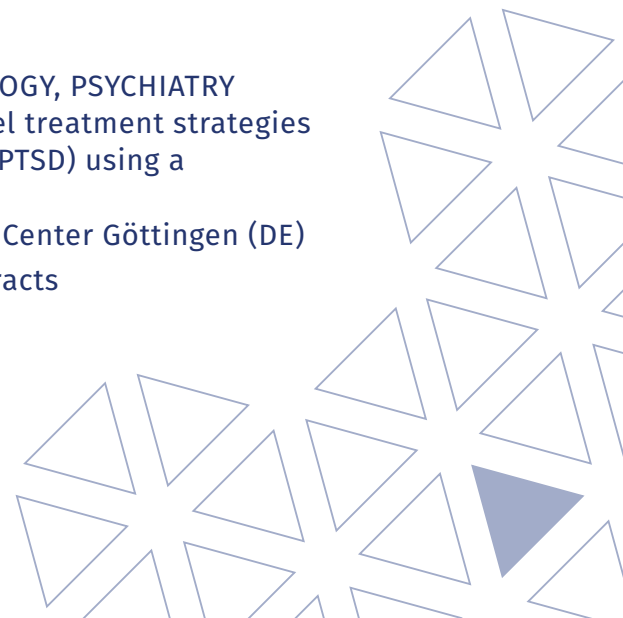 OGY, PSYCHIATRY
el treatment strategies
PTSD) using a
Center Göttingen (DE)
racts